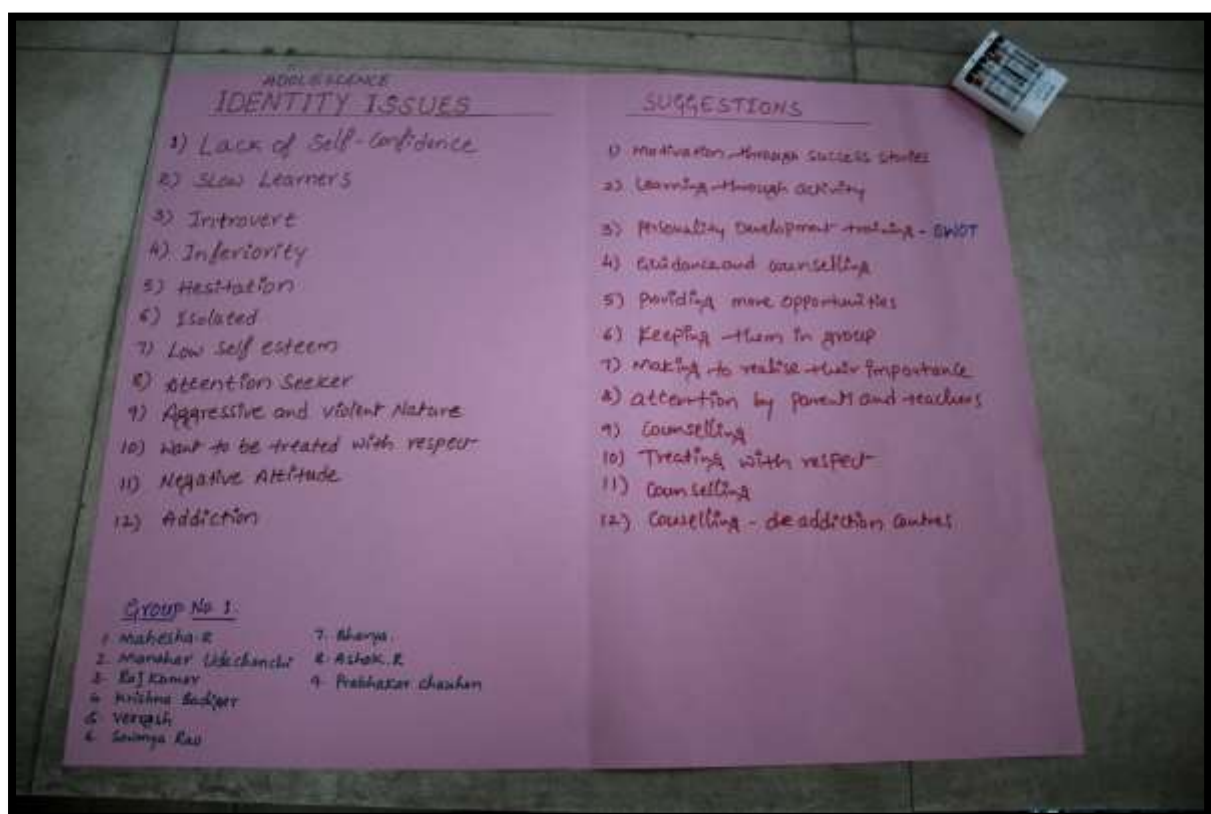 ADOLESCENCE
IDENTITY ISSUES
1) Lack of Self-Confidence
2) Slow Learners
3) Introvert
4) Inferiority
5) Hesitation
6) Isolated
7) Low Self esteem
8) Attention Seeker
9) Aggressive and violent Nature
10) Want to be treated with respect
11) Negative Attitude
12) Addiction
SUGGESTIONS
1) Motivation through success stories
2) Learning through activity
3) Personality Development training - SWOT
4) Guidance and counselling
5) Providing more opportunities
6) Keeping them in group
7) Making to realise their importance
8) attention by parents and teachers
9) Counselling
10) Treating with respect
11) Counselling
12) Couselling - deaddiction centres
Group No 1.
1. Mahesha.R
2. Manohar
3. Raj Kumar
4. Krishna Badiger
5.
6. Sowmya Rao
7. Bhavya.
8. Ashok.R
9. Prabhakar chauhan